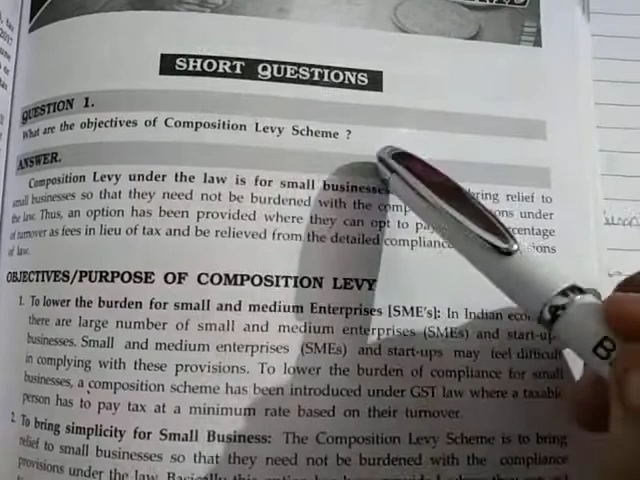 SHORT QUESTIONS
QUESTION 1.
What are the objectives of Composition Levy Scheme ?
ANSWER.
Composition Levy under the law is for small businesses bring relief to
small businesses so that they need not be burdened with the ons under
the law. Thus, an option has been provided where they can opt to
of turnover as fees in lieu of tax and be relieved from the detailed
of law.
OBJECTIVES/PURPOSE OF COMPOSITION LEVY
1. To lower the burden for small and medium Enterprises [SME's]: In Indian
there are large number of small and medium enterprises (SMEs) and start-up
businesses. Small and medium enterprises (SMEs) and start-ups may feel difficult
in complying with these provisions. To lower the burden of compliance for small
businesses, a composition scheme has been introduced under GST law where a taxable
person has to pay tax at a minimum rate based on their turnover.
2. To bring simplicity for Small Business: The Composition Levy Scheme is to bring
relief to small businesses so that they need not be burdened with the compliance
provisions under the law.